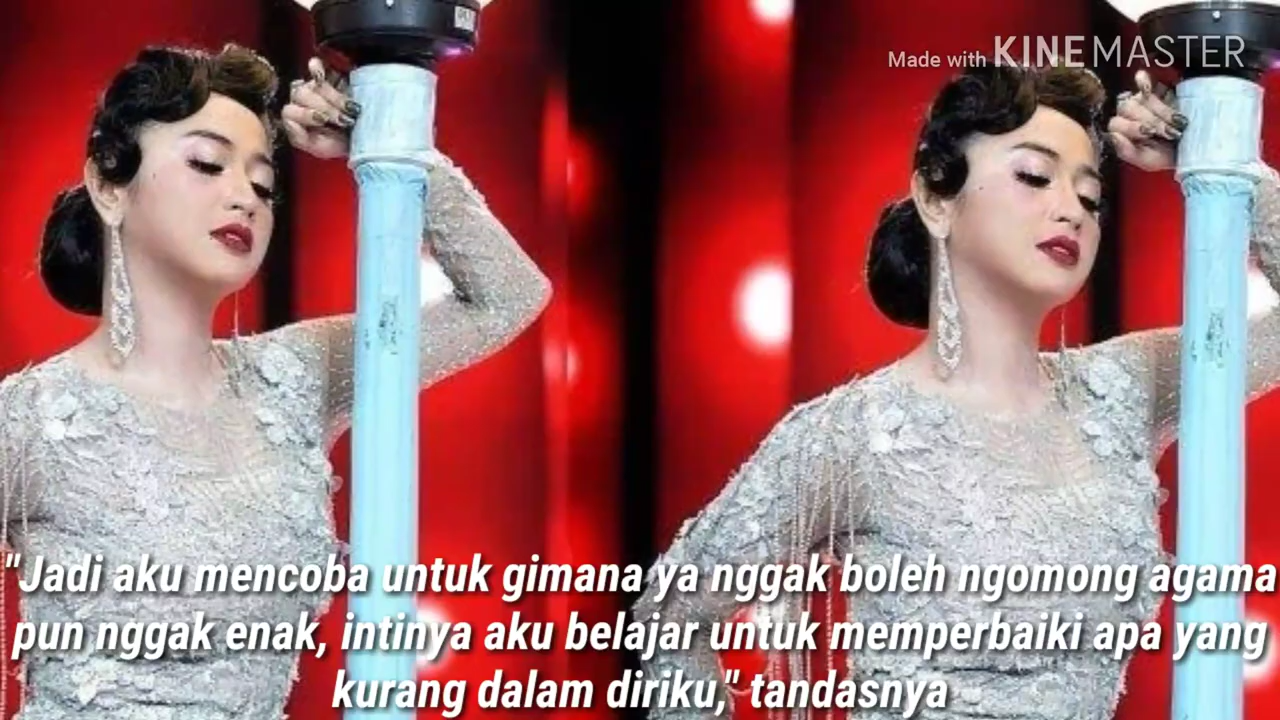 Made with KINEMASTER
"Jadi aku mencoba untuk gimana ya nggak boleh ngomong agama
pun nggak enak, intinya aku belajar untuk memperbaiki apa yang
kurang dalam diriku," tandasnya